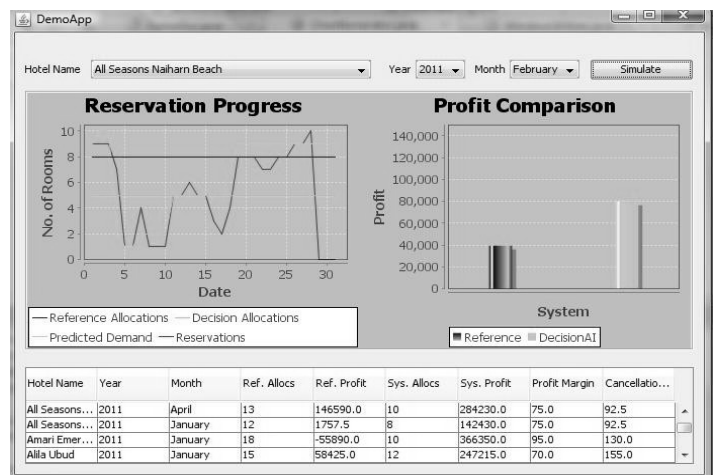 DemoApp
Hotel Name All Seasons Naiharn Beach Year 2011 Month February Simulate
Reservation Progress
10
8
6
4
2
0
No. of Rooms
0 5 10 15 20 25 30
Date
Reference Allocations Decision Allocations
Predicted Demand Reservations
Profit Comparison
140,000
120,000
100,000
80,000
60,000
40,000
20,000
0
Profit
System
Reference DecisionAI
Hotel Name Year Month Ref. Allocs Ref. Profit Sys. Allocs Sys. Profit Profit Margin Cancellatio...
All Seasons... 2011 April 13 146590.0 10 284230.0 75.0 92.5
All Seasons... 2011 January 12 1757.5 8 142430.0 75.0 92.5
Amari Emer... 2011 January 18 -55890.0 10 366350.0 95.0 130.0
Alila Ubud 2011 January 15 58425.0 12 247215.0 70.0 155.0